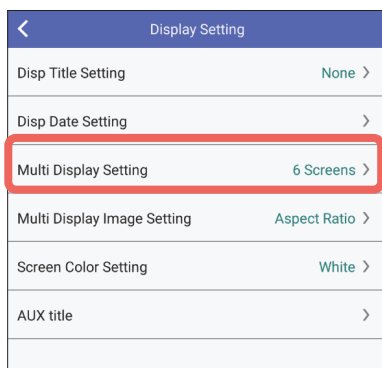 Display Setting
Disp Title Setting None
Disp Date Setting
Multi Display Setting 6 Screens
Multi Display Image Setting Aspect Ratio
Screen Color Setting White
AUX title